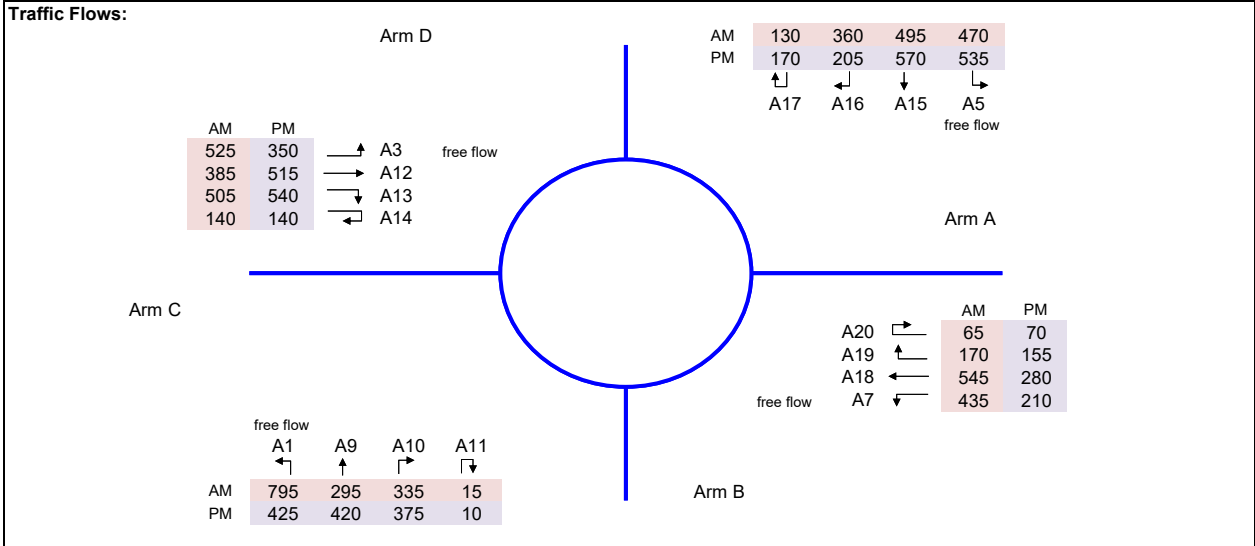 Traffic Flows:
Arm D
AM 130 360 495 470
PM 170 205 570 535
A17 A16 A15 A5
free flow
AM PM
525 350 A3 free flow
385 515 A12
505 540 A13
140 140 A14
Arm A
Arm C
AM PM
A20 65 70
A19 170 155
A18 545 280
free flow A7 435 210
free flow
A1 A9 A10 A11
AM 795 295 335 15
PM 425 420 375 10
Arm B